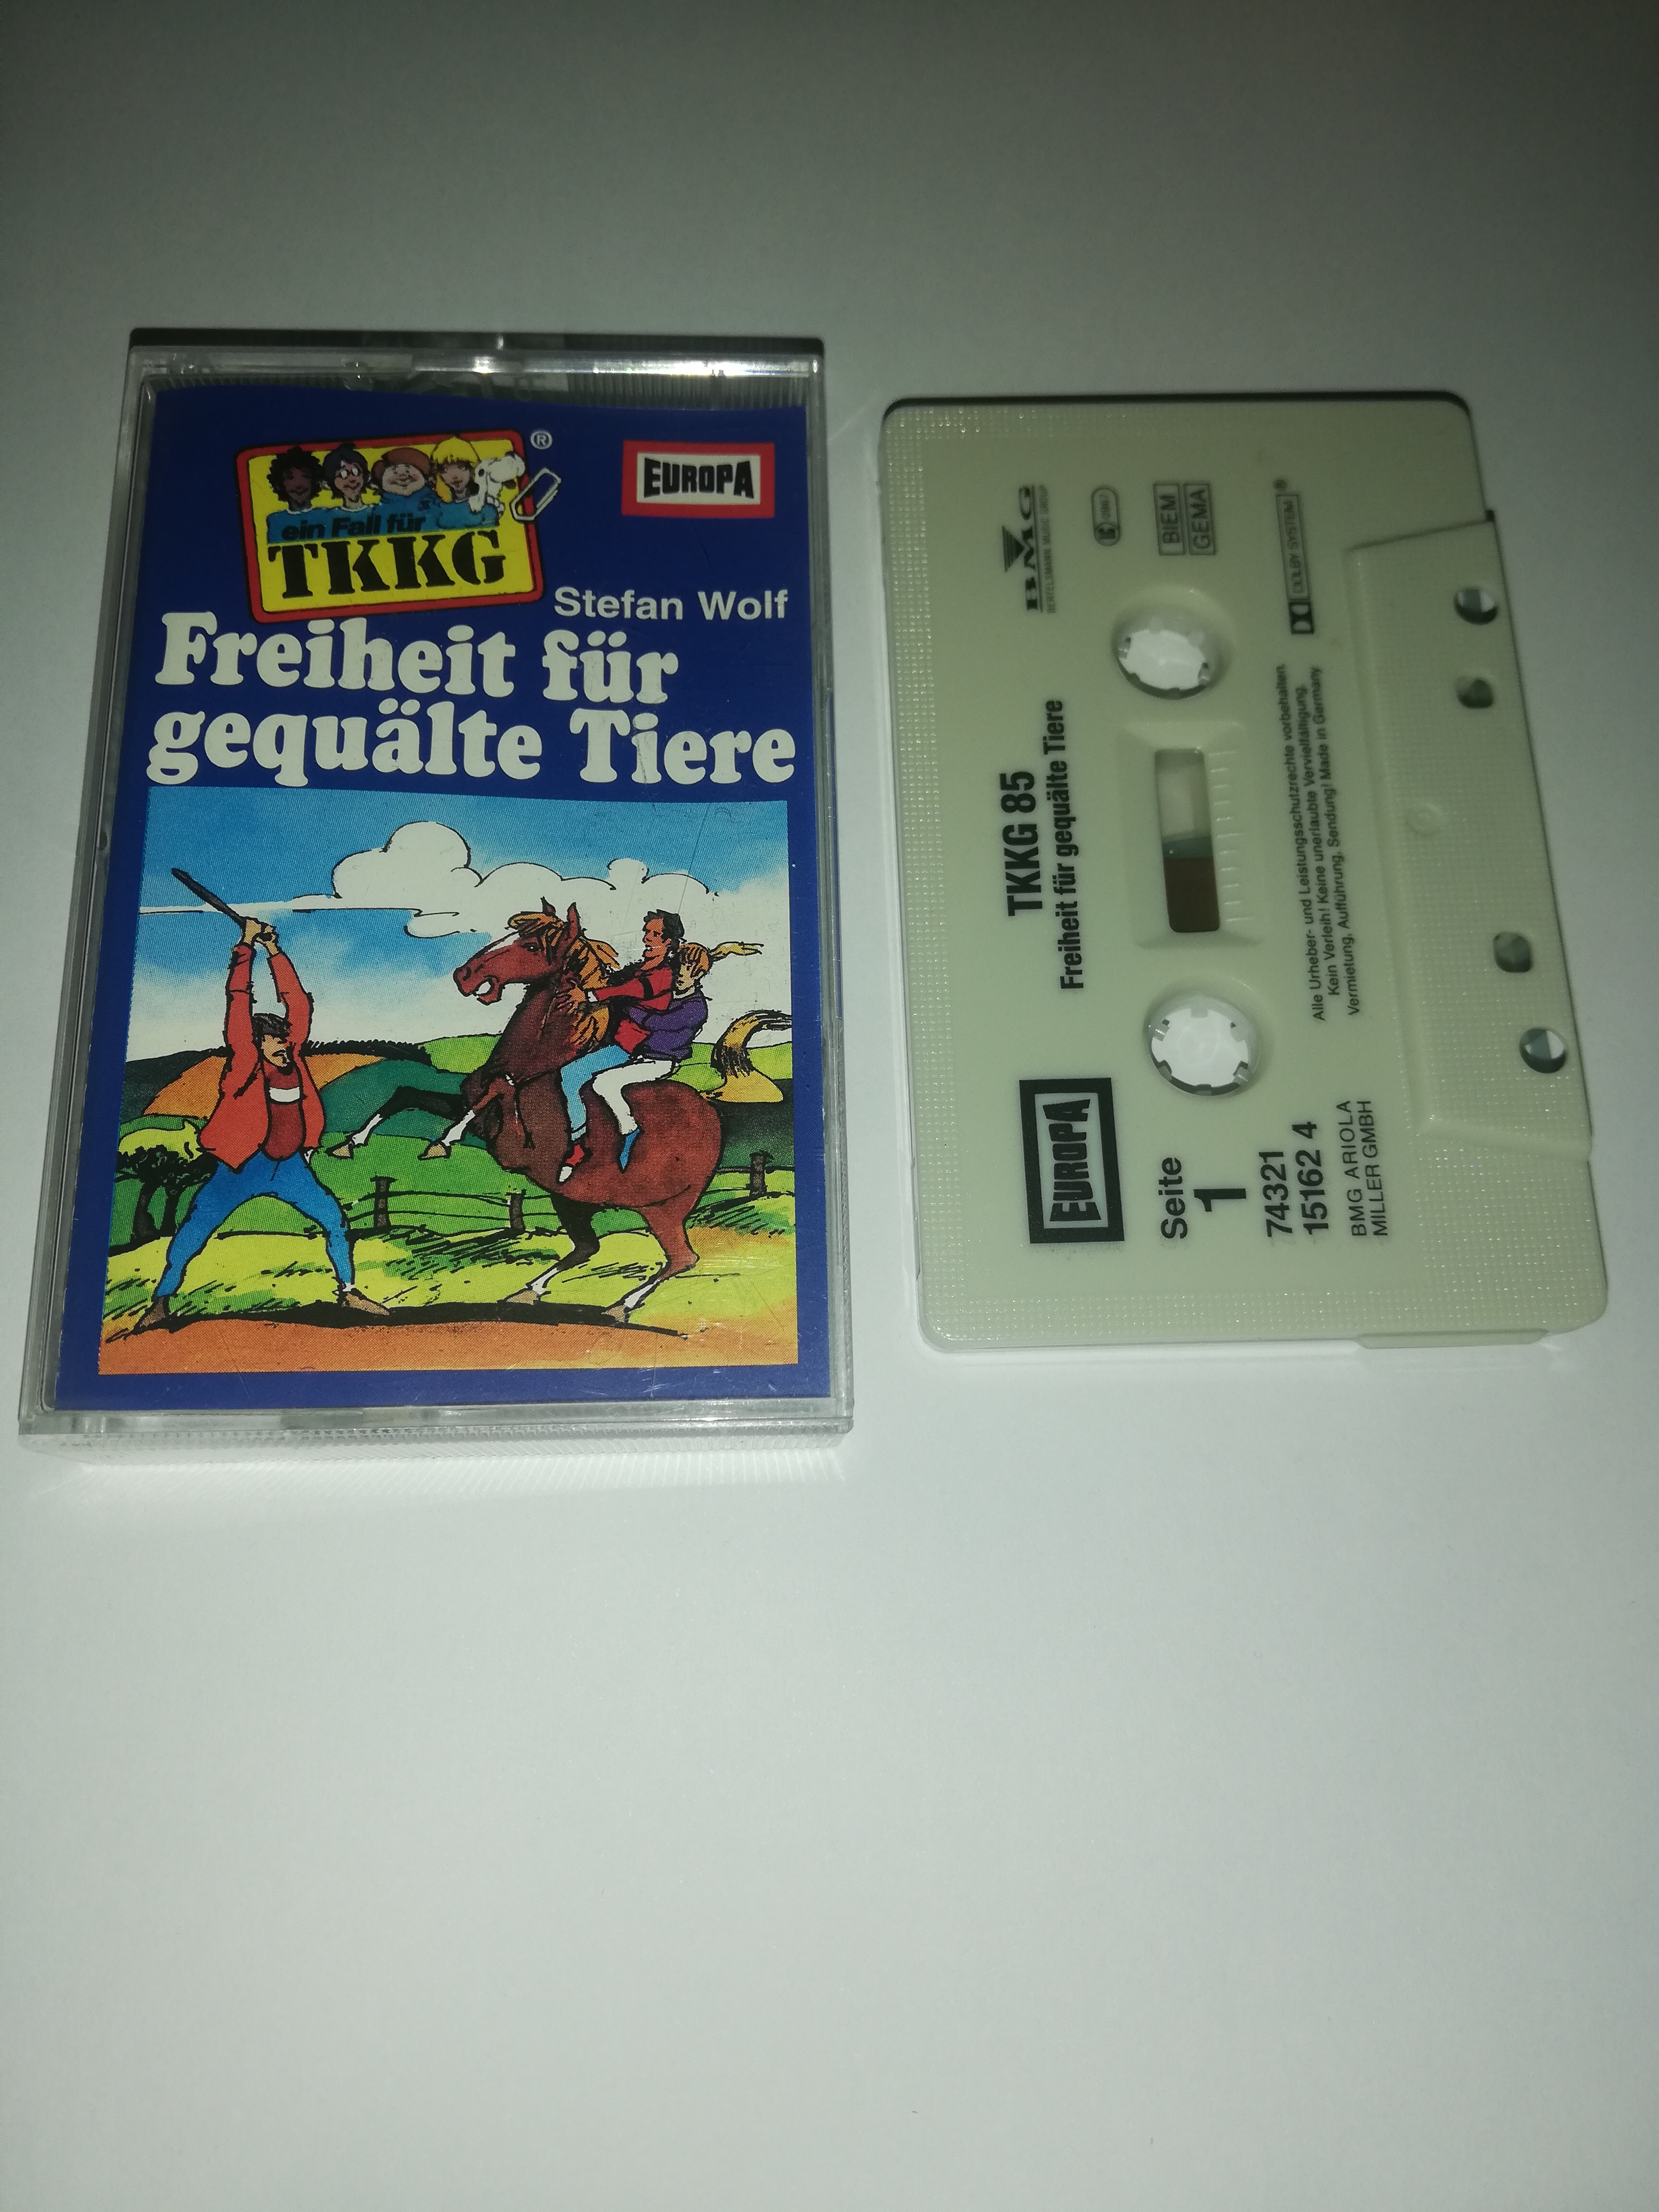 ein Fall für
TKKG
®
EUROPA
Stefan Wolf
Freiheit für
gequälte Tiere
EUROPA
TKKG 85
Freiheit für gequälte Tiere
BMG
BERTELSMANN MUSIC GROUP
Seite
1
BIEM
GEMA
74321
15162 4
DOLBY SYSTEM®
BMG ARIOLA
MILLER GMBH
Alle Urheber- und Leistungsschutzrechte vorbehalten
Kein Verleih! Keine unerlaubte Vervielfältigung,
Vermietung, Aufführung, Sendung! Made in Germany